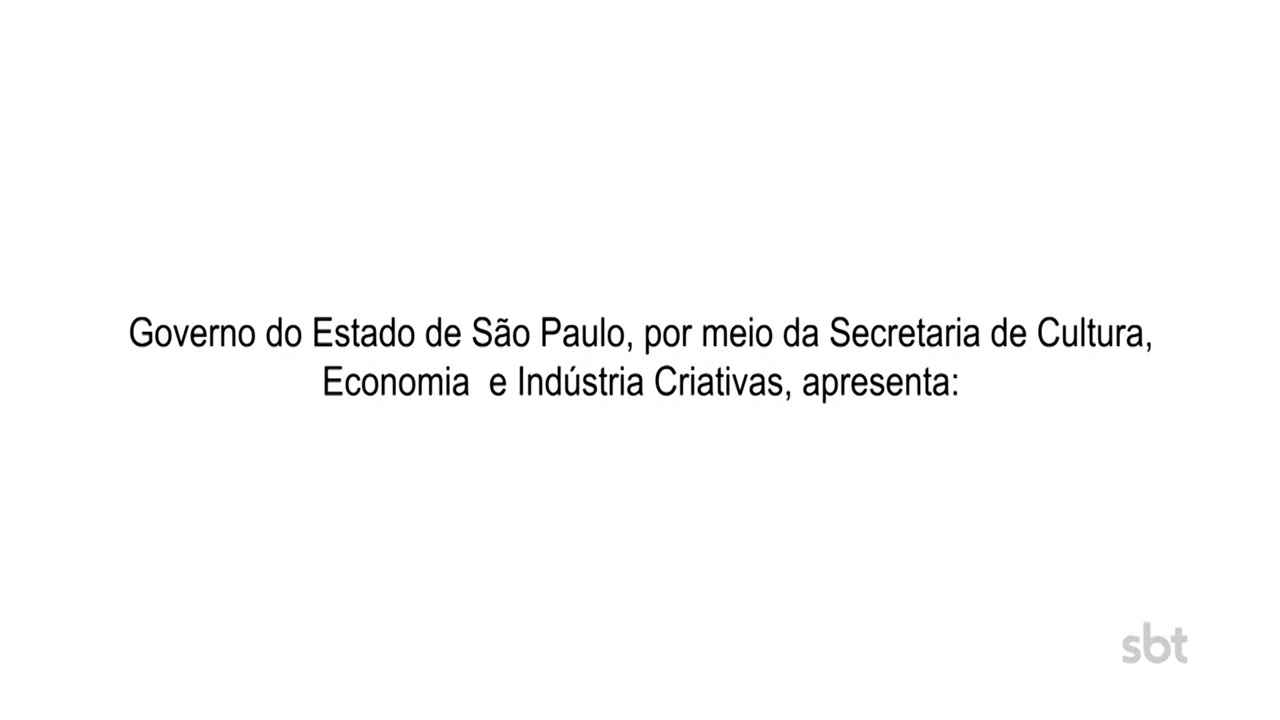 Governo do Estado de São Paulo, por meio da Secretaria de Cultura,
Economia  e Indústria Criativas, apresenta:
sbt